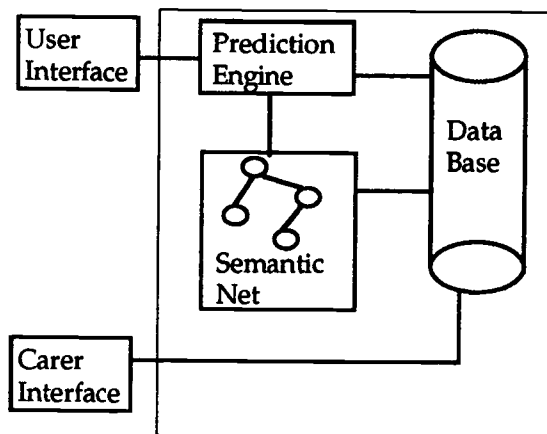 User
Interface
Prediction
Engine
Data
Base
Semantic
Net
Carer
Interface